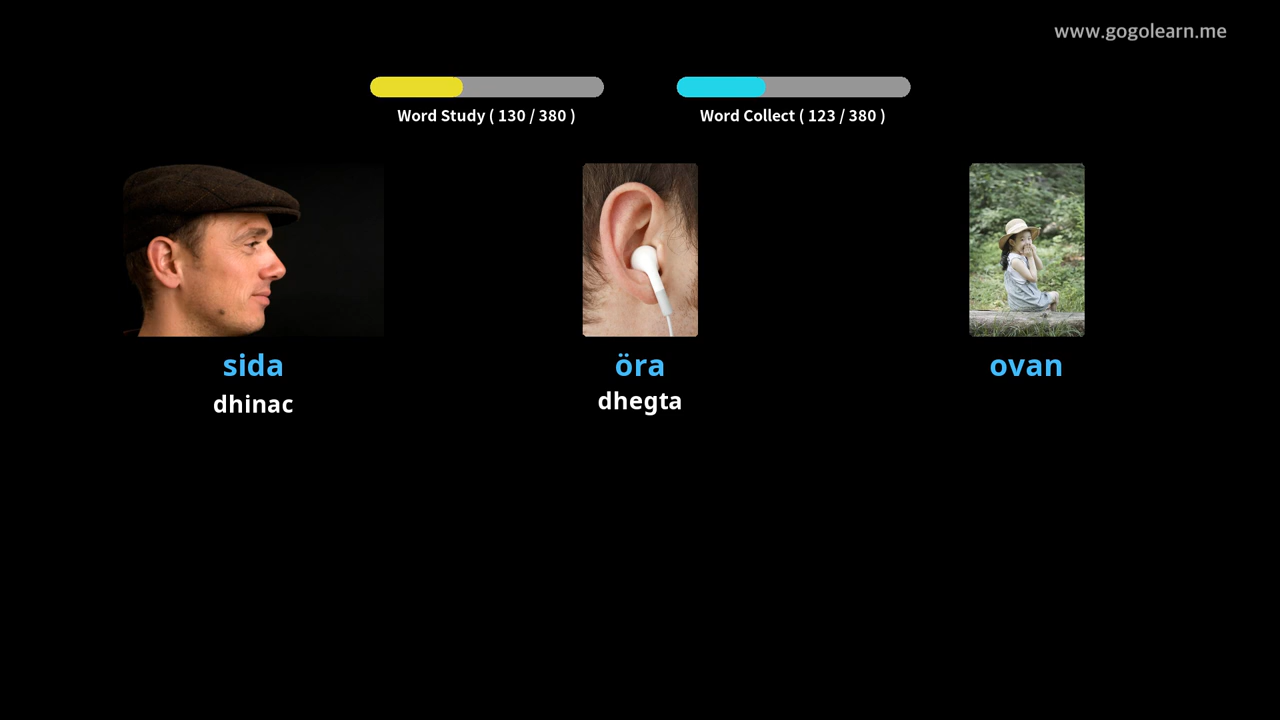 www.gogolearn.me
Word Study ( 130 / 380 )
Word Collect ( 123 / 380 )
sida
öra
ovan
dhinac
dhegta